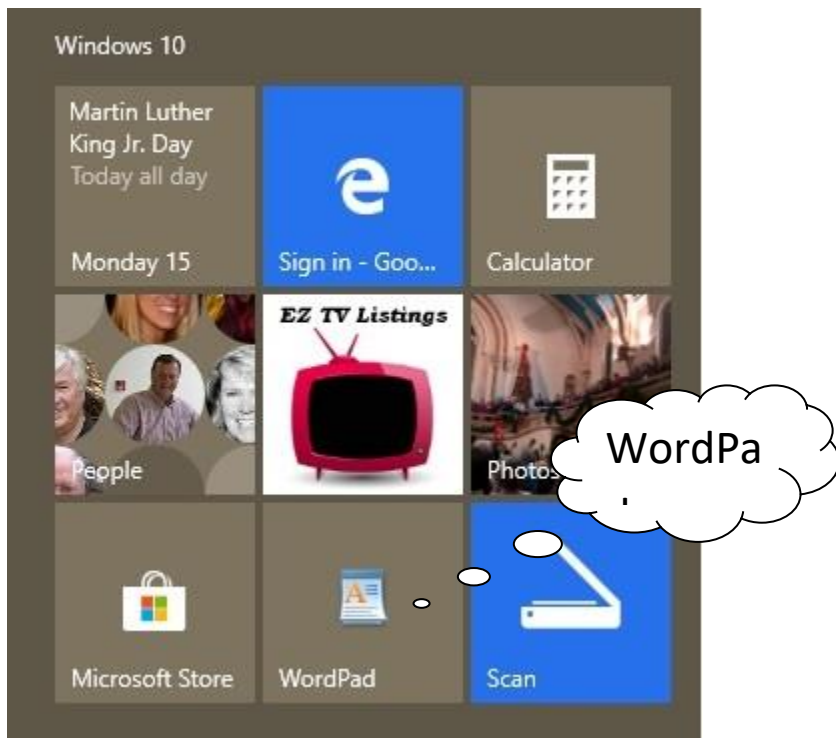 Windows 10
Martin Luther
King Jr. Day
Today all day
Monday 15
Sign in - Goo...
Calculator
People
EZ TV Listings
Photos
WordPa
Microsoft Store
WordPad
Scan